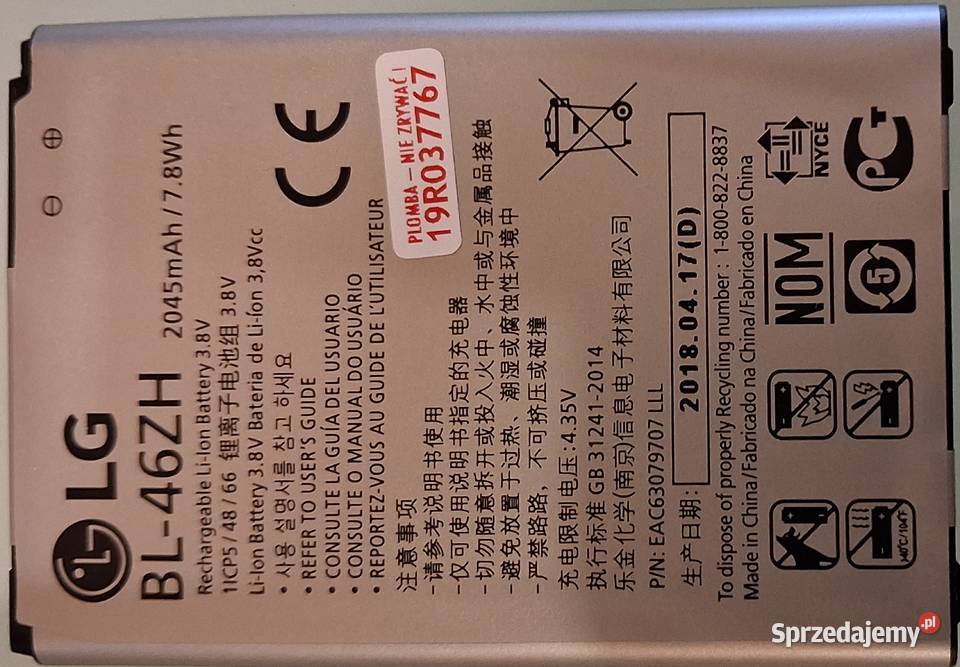 LG
BL-46ZH 2045mAh / 7.8Wh
Rechargeable Li-Ion Battery 3.8V
1ICP5 / 48 / 66 锂离子电池组 3.8V
Li-Ion Battery 3.8V Bateria de Li-Íon 3,8Vcc
• 사용 설명서를 참고 하세요
• REFER TO USER'S GUIDE
• CONSULTE LA GUÍA DEL USUARIO
• CONSULTE O MANUAL DO USUÁRIO
• REPORTEZ-VOUS AU GUIDE DE L'UTILISATEUR
CE
PLOMBA – NIE ZRYWAĆ !
19R037767
注意事项
-请参考说明书使用
-仅可使用说明书指定的充电器
-切勿随意拆开或投入火中、水中或与金属品接触
-避免放置于过热、潮湿或腐蚀性环境中
-严禁路路，不可挤压或碰撞
充电限制电压: 4.35V
执行标准 GB 31241-2014
乐金化学(南京)信息电子材料有限公司
P/N: EAC63079707 LLL
生产日期: 2018.04.17(D)
To dispose of properly Recycling number : 1-800-822-8837
Made in China/Fabricado na China/Fabricado en China
NOM
NYCE
5
PCT
60°C/140°F
Sprzedajemy.pl